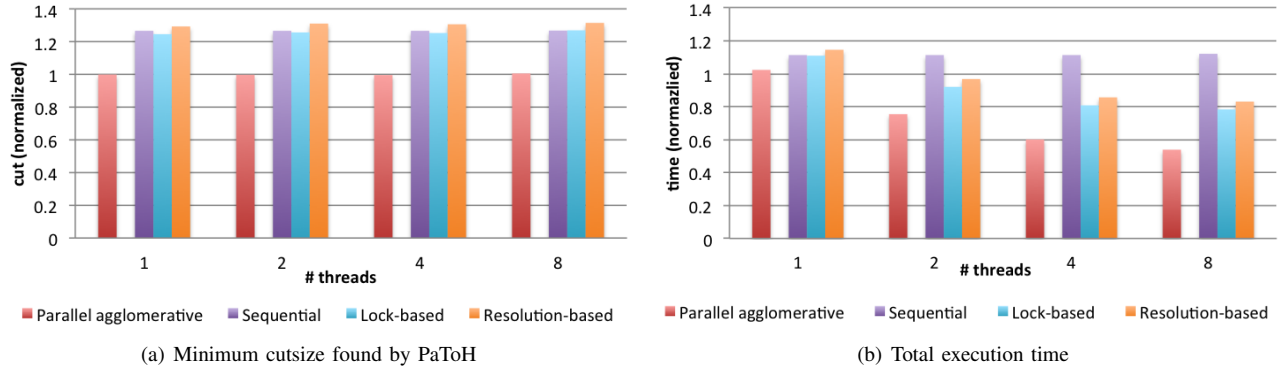 1.4
1.2
1
0.8
0.6
0.4
0.2
0
cut (normalized)
1 2 4 8
# threads
Parallel agglomerative Sequential Lock-based Resolution-based
(a) Minimum cutsize found by PaToH
1.4
1.2
1
0.8
0.6
0.4
0.2
0
time (normazlied)
1 2 4 8
# threads
Parallel agglomerative Sequential Lock-based Resolution-based
(b) Total execution time